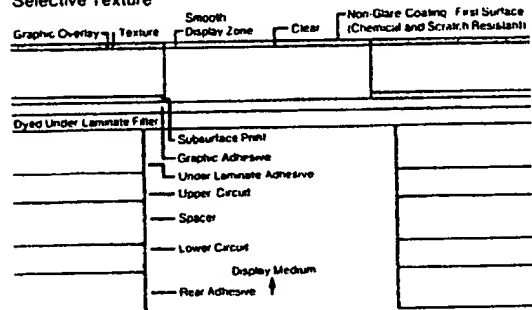 Selective Texture
Graphic Overlay
Texture
Smooth
Display Zone
Clear
Non-Glare Coating First Surface
(Chemical and Scratch Resistant)
Dyed Under Laminate Filter
Subsurface Print
Graphic Adhesive
Under Laminate Adhesive
Upper Circuit
Spacer
Lower Circuit
Display Medium
Rear Adhesive